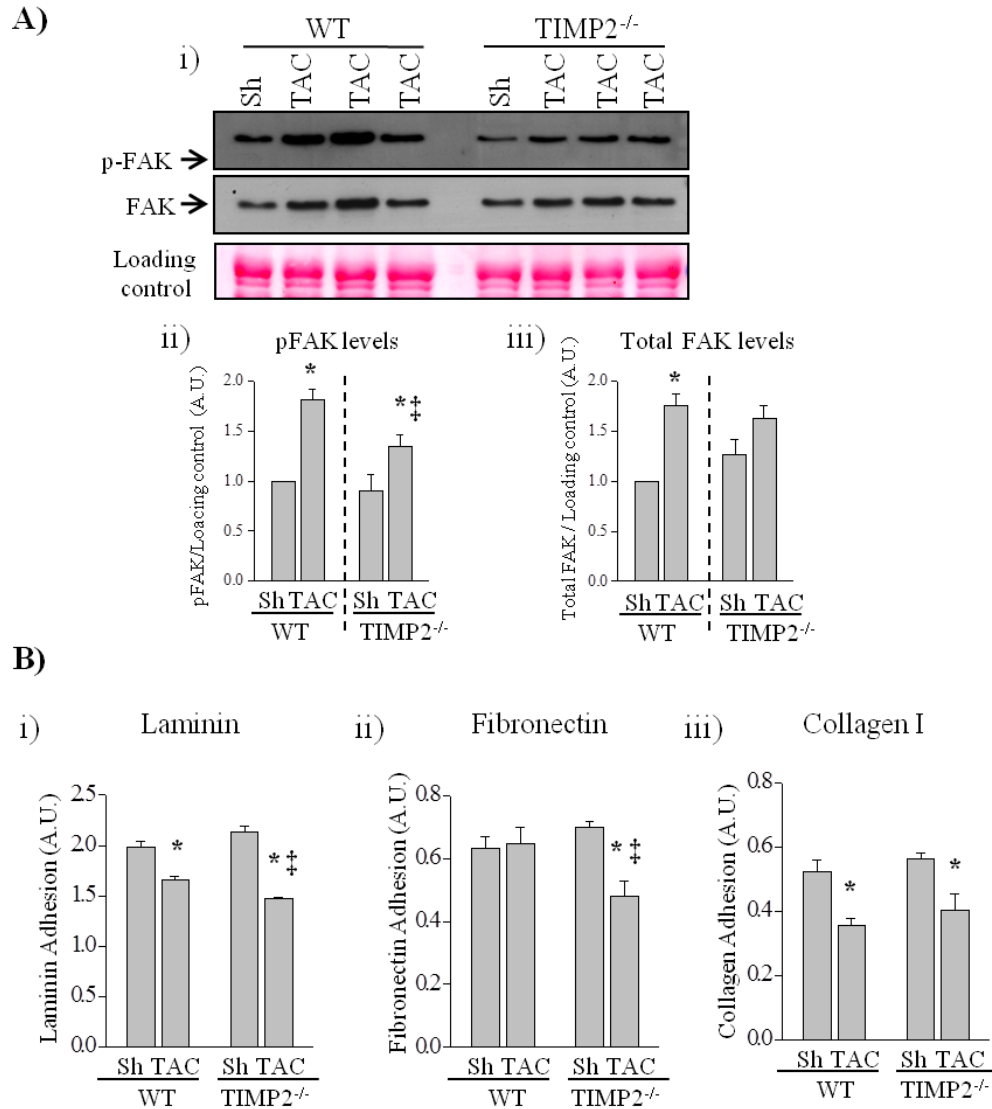 A)
WT
TIMP2-/-
i)
Sh
TAC
TAC
TAC
Sh
TAC
TAC
TAC
p-FAK
FAK
Loading
control
ii)
pFAK levels
pFAK/Loacing control (A.U.)
2.0
1.5
1.0
0.5
0.0
*
*‡
Sh TAC
Sh TAC
WT
TIMP2-/-
iii)
Total FAK levels
Total FAK / Loading control (A.U.)
2.0
1.5
1.0
0.5
0.0
*
Sh TAC
Sh TAC
WT
TIMP2-/-
B)
i)
Laminin
Laminin Adhesion (A.U.)
2.5
2.0
1.5
1.0
0.5
0.0
*
*‡
Sh TAC
Sh TAC
WT
TIMP2-/-
ii)
Fibronectin
Fibronectin Adhesion (A.U.)
0.8
0.6
0.4
0.2
0.0
*‡
Sh TAC
Sh TAC
WT
TIMP2-/-
iii)
Collagen I
Collagen Adhesion (A.U.)
0.8
0.6
0.4
0.2
0.0
*
*
Sh TAC
Sh TAC
WT
TIMP2-/-